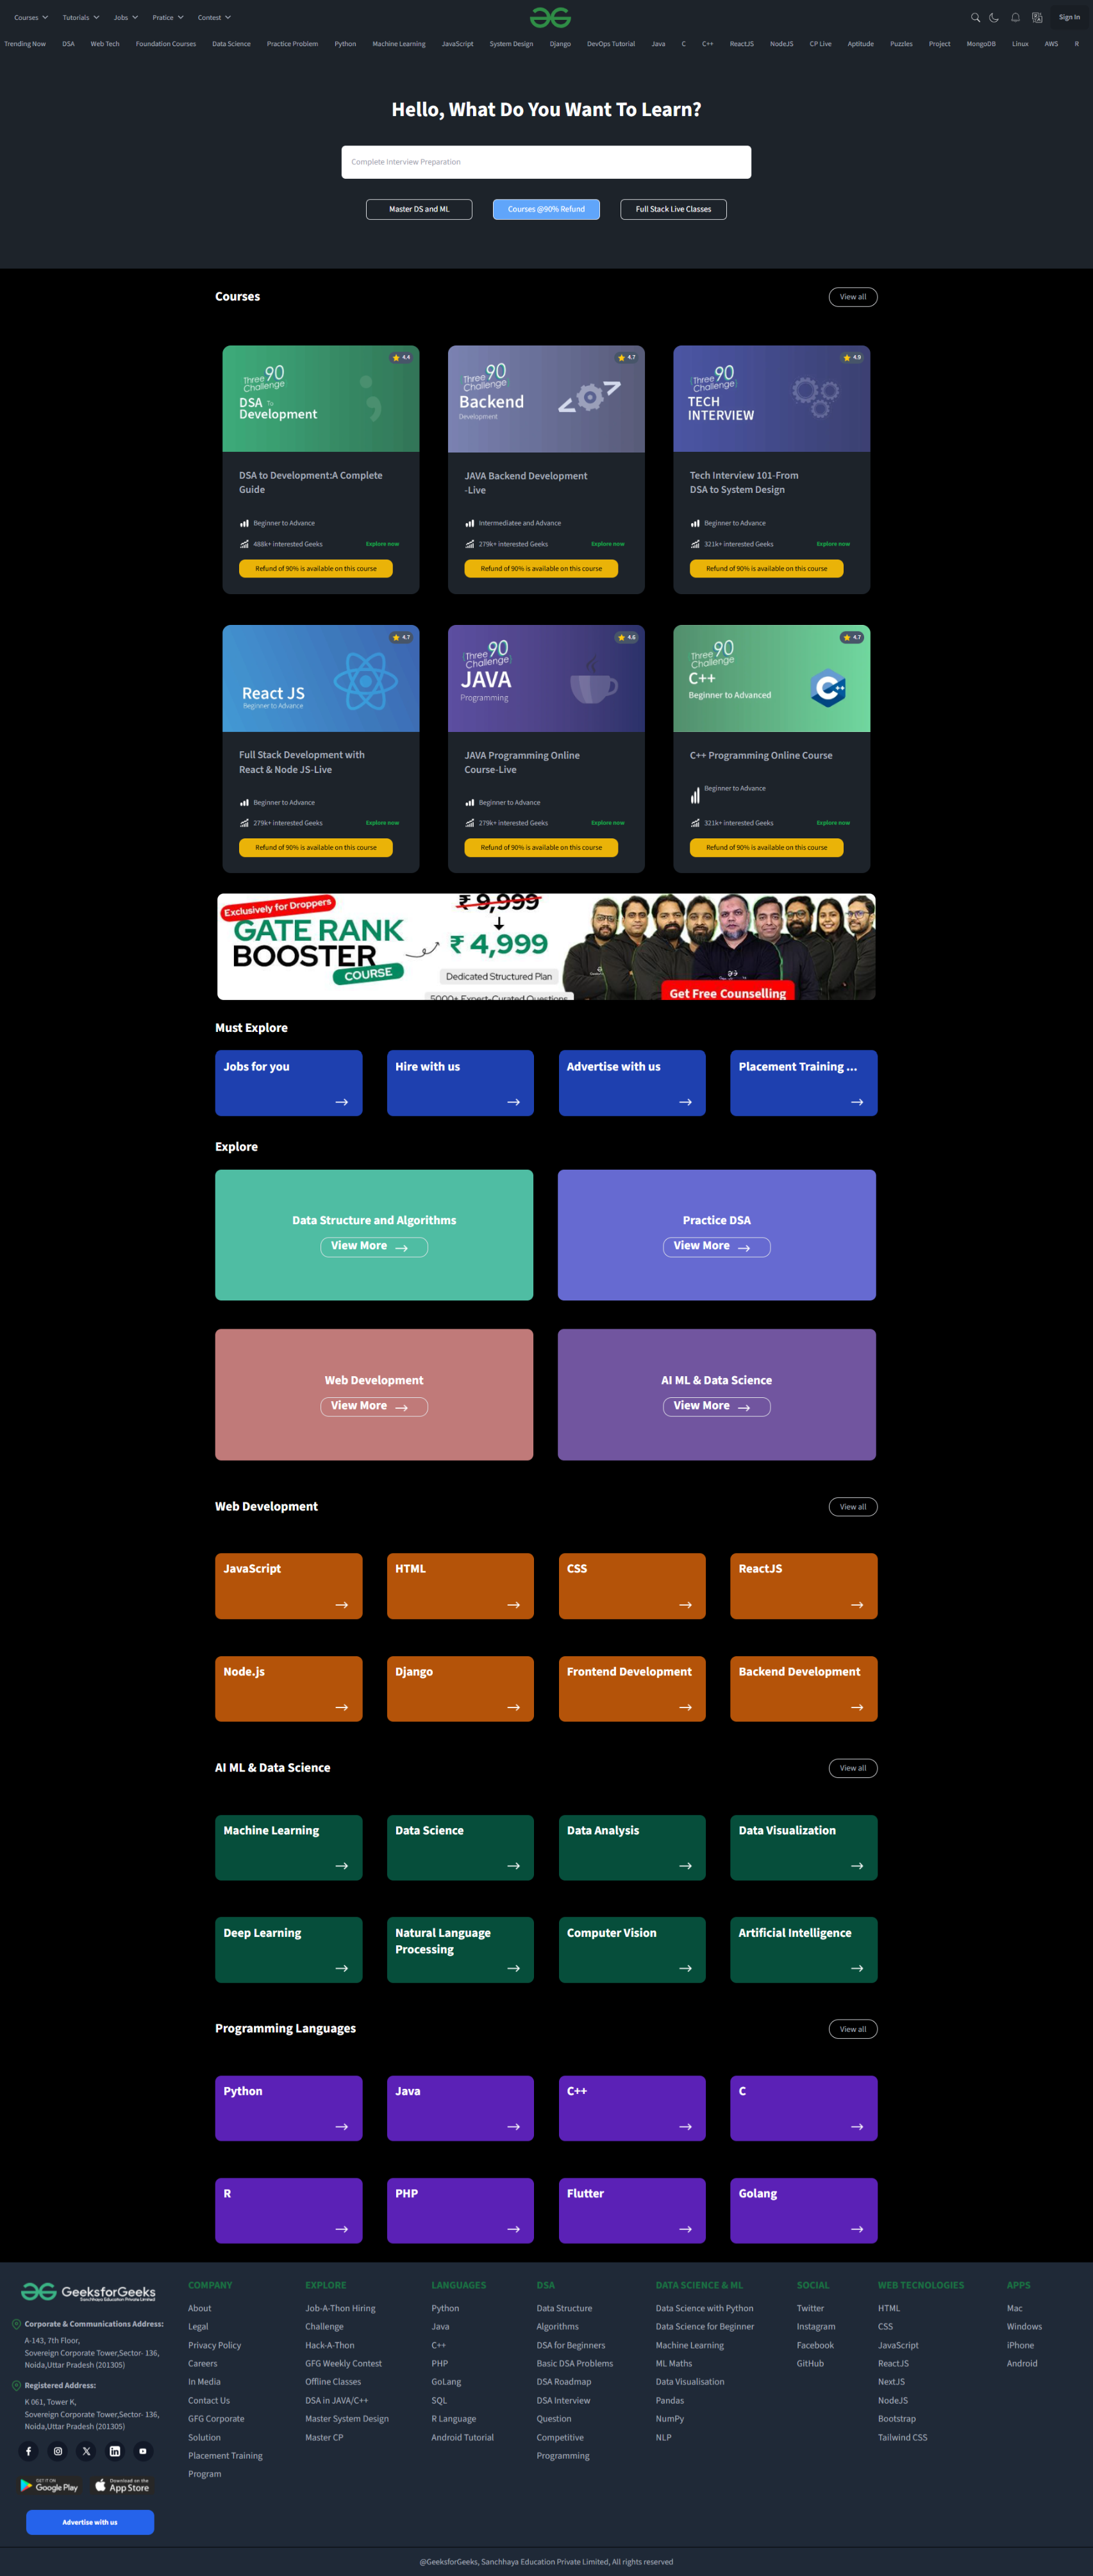 Courses
Tutorials
Jobs
Pratice
Contest
Sign In
Trending Now
DSA
Web Tech
Foundation Courses
Data Science
Practice Problem
Python
Machine Learning
JavaScript
System Design
Django
DevOps Tutorial
Java
C
C++
ReactJS
NodeJS
CP Live
Aptitude
Puzzles
Project
MongoDB
Linux
AWS
R
Hello, What Do You Want To Learn?
Complete Interview Preparation
Master DS and ML
Courses @90% Refund
Full Stack Live Classes
Courses
View all
4.4
Three 90
Challenge
DSA To
Development
DSA to Development:A Complete
Guide
Beginner to Advance
488k+ interested Geeks
Explore now
Refund of 90% is available on this course
4.7
Three 90
Challenge
Backend
Development
JAVA Backend Development
-Live
Intermediatee and Advance
279k+ interested Geeks
Explore now
Refund of 90% is available on this course
4.9
Three 90
Challenge
TECH
INTERVIEW
Tech Interview 101-From
DSA to System Design
Beginner to Advance
321k+ interested Geeks
Explore now
Refund of 90% is available on this course
4.7
React JS
Beginner to Advance
Full Stack Development with
React & Node JS-Live
Beginner to Advance
279k+ interested Geeks
Explore now
Refund of 90% is available on this course
4.6
Three 90
Challenge
JAVA
Programming
JAVA Programming Online
Course-Live
Beginner to Advance
279k+ interested Geeks
Explore now
Refund of 90% is available on this course
4.7
Three 90
Challenge
C++
Beginner to Advanced
C++ Programming Online Course
Beginner to Advance
321k+ interested Geeks
Explore now
Refund of 90% is available on this course
Exclusively for Droppers
GATE RANK
BOOSTER
COURSE
₹ 9,999
₹ 4,999
Dedicated Structured Plan
5000+ Expert-Curated Questions
Get Free Counselling
Must Explore
Jobs for you
Hire with us
Advertise with us
Placement Training ...
Explore
Data Structure and Algorithms
View More
Practice DSA
View More
Web Development
View More
AI ML & Data Science
View More
Web Development
View all
JavaScript
HTML
CSS
ReactJS
Node.js
Django
Frontend Development
Backend Development
AI ML & Data Science
View all
Machine Learning
Data Science
Data Analysis
Data Visualization
Deep Learning
Natural Language
Processing
Computer Vision
Artificial Intelligence
Programming Languages
View all
Python
Java
C++
C
R
PHP
Flutter
Golang
GeeksforGeeks
Sanchhaya Education Private Limited
Corporate & Communications Address:
A-143, 7th Floor,
Sovereign Corporate Tower,Sector- 136,
Noida,Uttar Pradesh (201305)
Registered Address:
K 061, Tower K,
Sovereign Corporate Tower,Sector- 136,
Noida,Uttar Pradesh (201305)
GET IT ON
Google Play
Download on the
App Store
Advertise with us
COMPANY
About
Legal
Privacy Policy
Careers
In Media
Contact Us
GFG Corporate
Solution
Placement Training
Program
EXPLORE
Job-A-Thon Hiring
Challenge
Hack-A-Thon
GFG Weekly Contest
Offline Classes
DSA in JAVA/C++
Master System Design
Master CP
LANGUAGES
Python
Java
C++
PHP
GoLang
SQL
R Language
Android Tutorial
DSA
Data Structure
Algorithms
DSA for Beginners
Basic DSA Problems
DSA Roadmap
DSA Interview
Question
Competitive
Programming
DATA SCIENCE & ML
Data Science with Python
Data Science for Beginner
Machine Learning
ML Maths
Data Visualisation
Pandas
NumPy
NLP
SOCIAL
Twitter
Instagram
Facebook
GitHub
WEB TECNOLOGIES
HTML
CSS
JavaScript
ReactJS
NextJS
NodeJS
Bootstrap
Tailwind CSS
APPS
Mac
Windows
iPhone
Android
@GeeksforGeeks, Sanchhaya Education Private Limited, All rights reserved